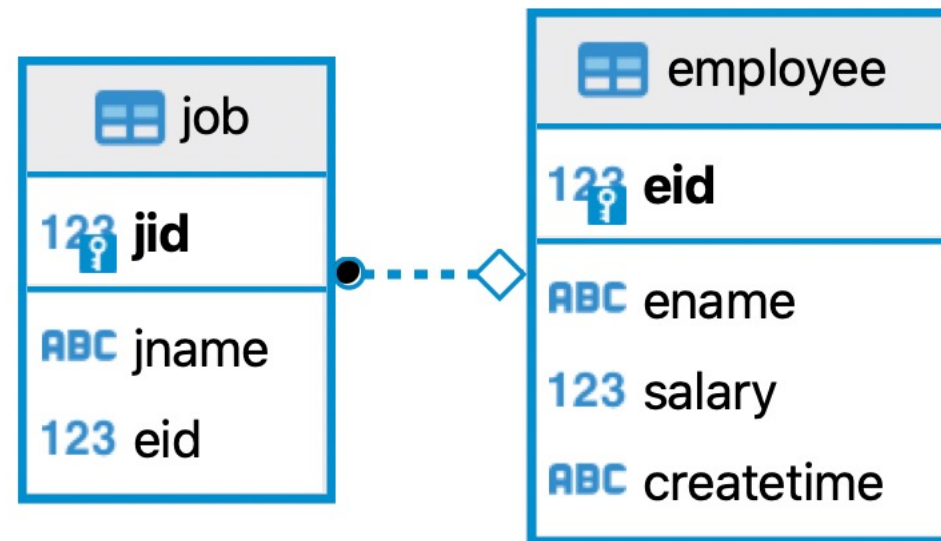 job
123 jid
ABC jname
123 eid
employee
123 eid
ABC ename
123 salary
ABC createtime